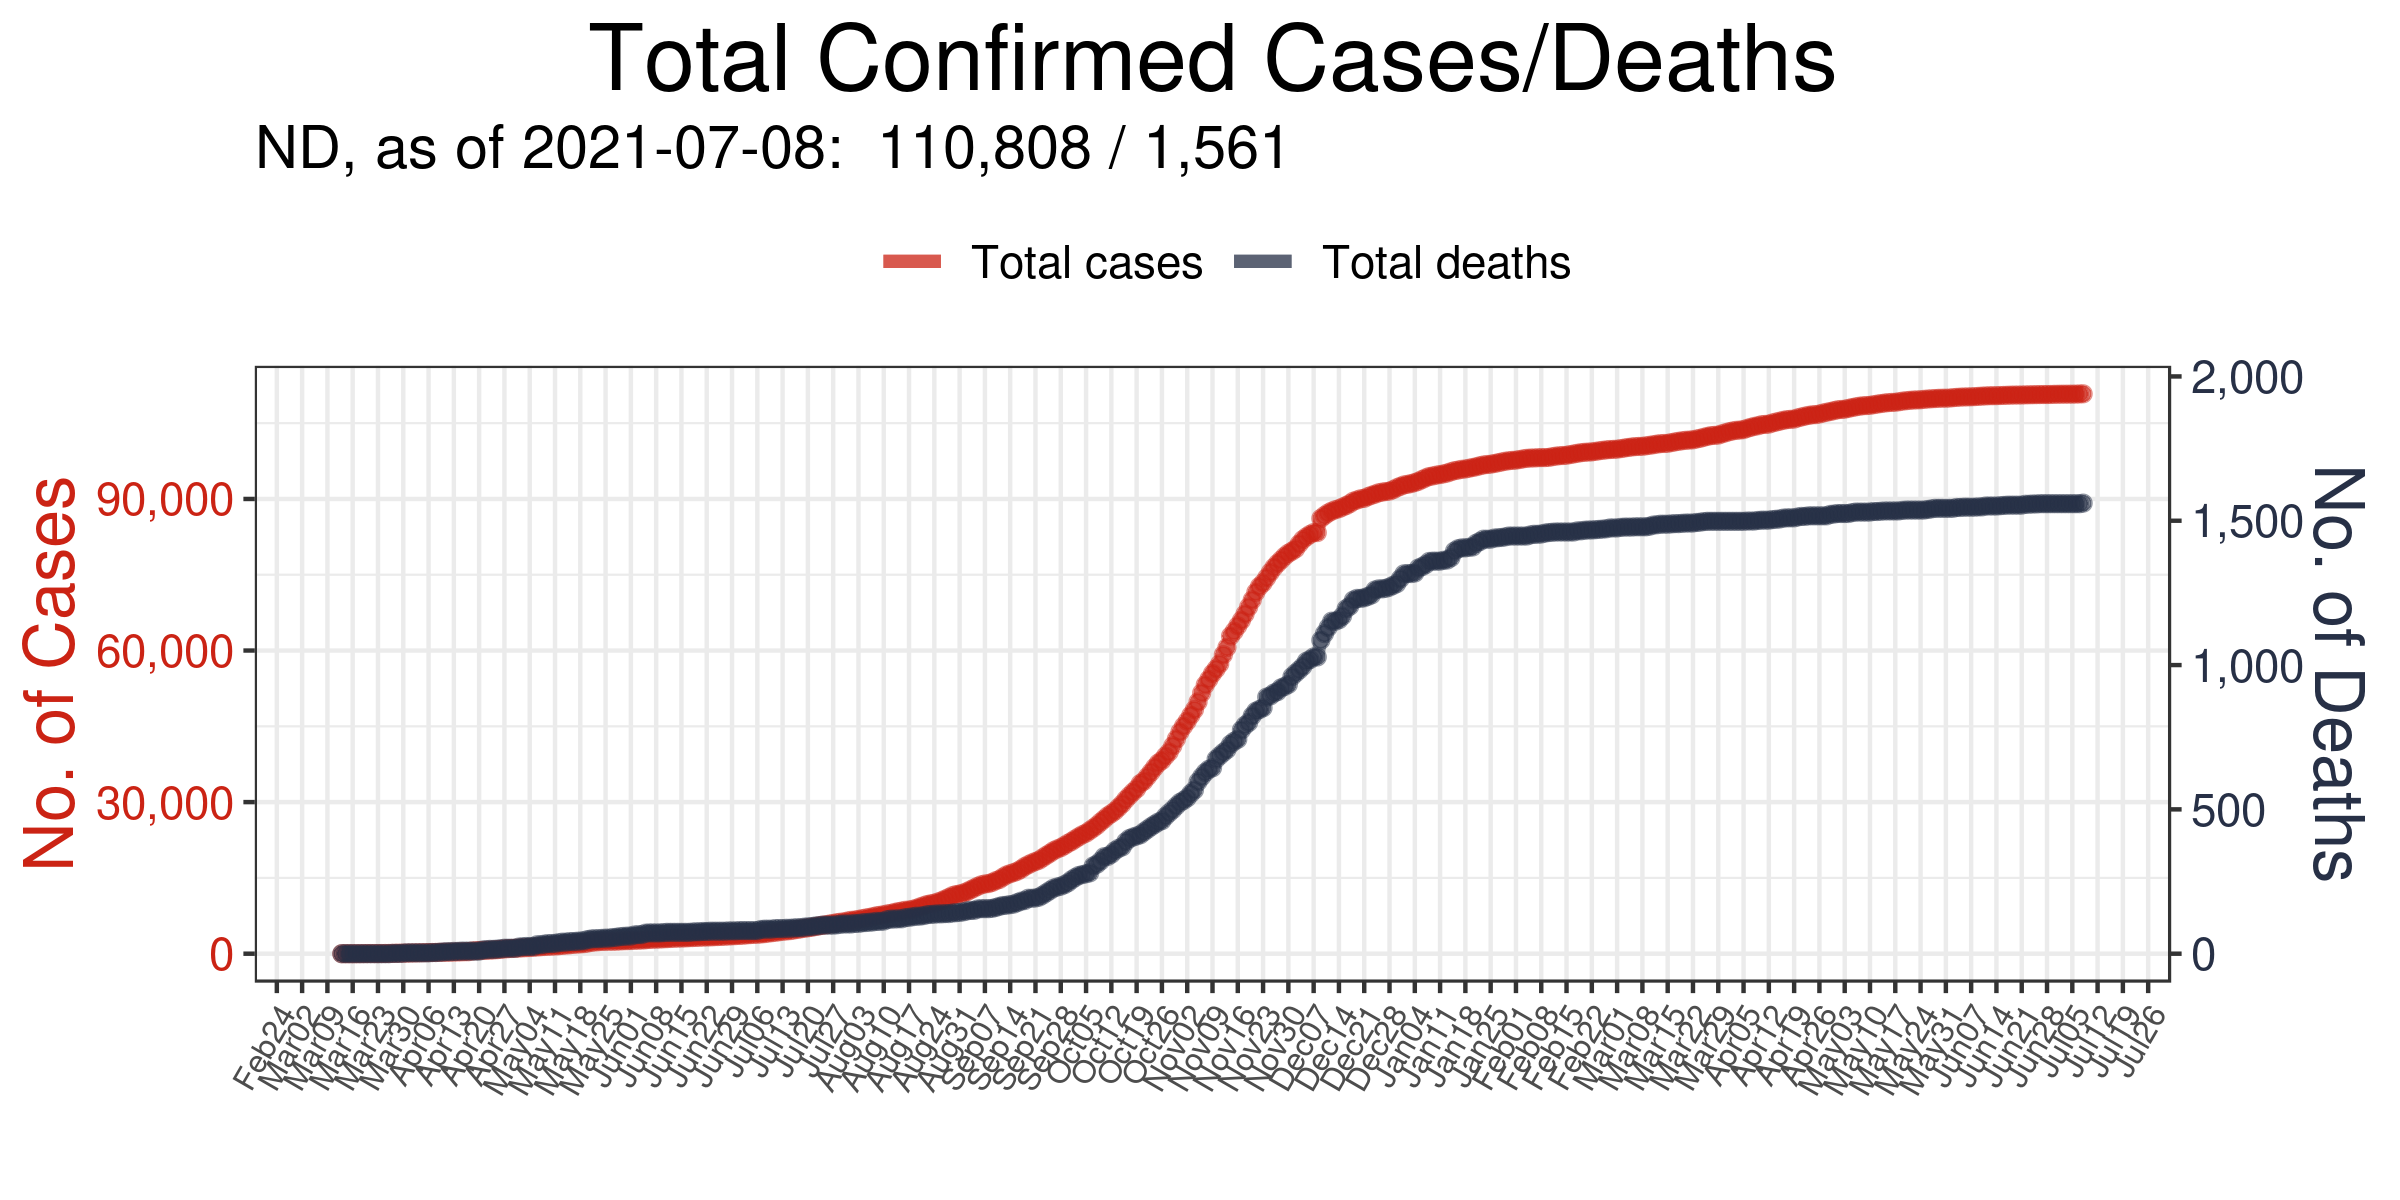 Total Confirmed Cases/Deaths
ND, as of 2021-07-08: 110,808 / 1,561
Total cases
Total deaths
No. of Cases
90,000
60,000
30,000
0
2,000
1,500
1,000
500
0
No. of Deaths
Feb24
Mar02
Mar09
Mar16
Mar23
Mar30
Apr06
Apr13
Apr20
Apr27
May04
May11
May18
May25
Jun01
Jun08
Jun15
Jun22
Jun29
Jul06
Jul13
Jul20
Jul27
Aug03
Aug10
Aug17
Aug24
Aug31
Sep07
Sep14
Sep21
Sep28
Oct05
Oct12
Oct19
Oct26
Nov02
Nov09
Nov16
Nov23
Nov30
Dec07
Dec14
Dec21
Dec28
Jan04
Jan11
Jan18
Jan25
Feb01
Feb08
Feb15
Feb22
Mar01
Mar08
Mar15
Mar22
Mar29
Apr05
Apr12
Apr19
Apr26
May03
May10
May17
May24
May31
Jun07
Jun14
Jun21
Jun28
Jul05
Jul12
Jul19
Jul26